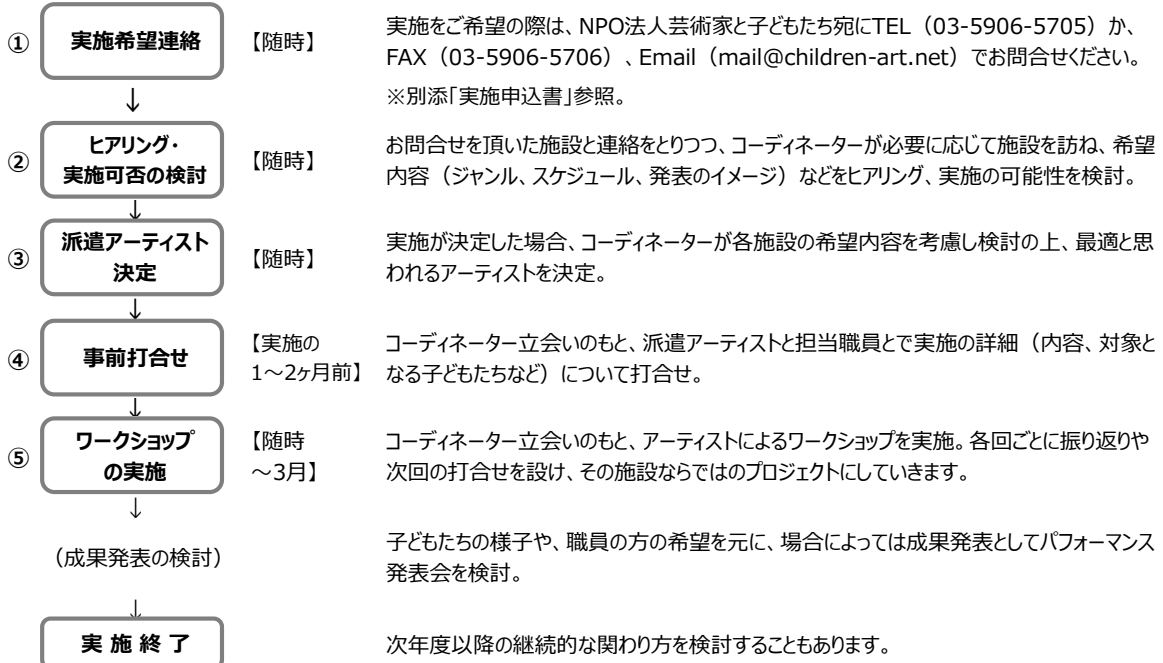 ① 実施希望連絡 【随時】 実施をご希望の際は、NPO法人芸術家と子どもたち宛にTEL（03-5906-5705）か、
FAX（03-5906-5706）、Email（mail@children-art.net）でお問合せください。
※別添「実施申込書」参照。
↓
② ヒアリング・
実施可否の検討 【随時】 お問合せを頂いた施設と連絡をとりつつ、コーディネーターが必要に応じて施設を訪ね、希望
内容（ジャンル、スケジュール、発表のイメージ）などをヒアリング、実施の可能性を検討。
↓
③ 派遣アーティスト
決定 【随時】 実施が決定した場合、コーディネーターが各施設の希望内容を考慮し検討の上、最適と思
われるアーティストを決定。
↓
④ 事前打合せ 【実施の
1～2ヶ月前】 コーディネーター立会いのもと、派遣アーティストと担当職員とで実施の詳細（内容、対象と
なる子どもたちなど）について打合せ。
↓
⑤ ワークショップ
の実施 【随時
～3月】 コーディネーター立会いのもと、アーティストによるワークショップを実施。各回ごとに振り返りや
次回の打合せを設け、その施設ならではのプロジェクトにしていきます。
↓
（成果発表の検討） 子どもたちの様子や、職員の方の希望を元に、場合によっては成果発表としてパフォーマンス
発表会を検討。
↓
実 施 終 了 次年度以降の継続的な関わり方を検討することもあります。